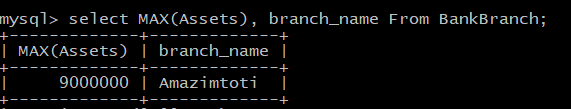 mysql> select MAX(Assets), branch_name From BankBranch;
+-------------+-------------+
| MAX(Assets) | branch_name |
+-------------+-------------+
|     9000000 | Amazimtoti  |
+-------------+-------------+